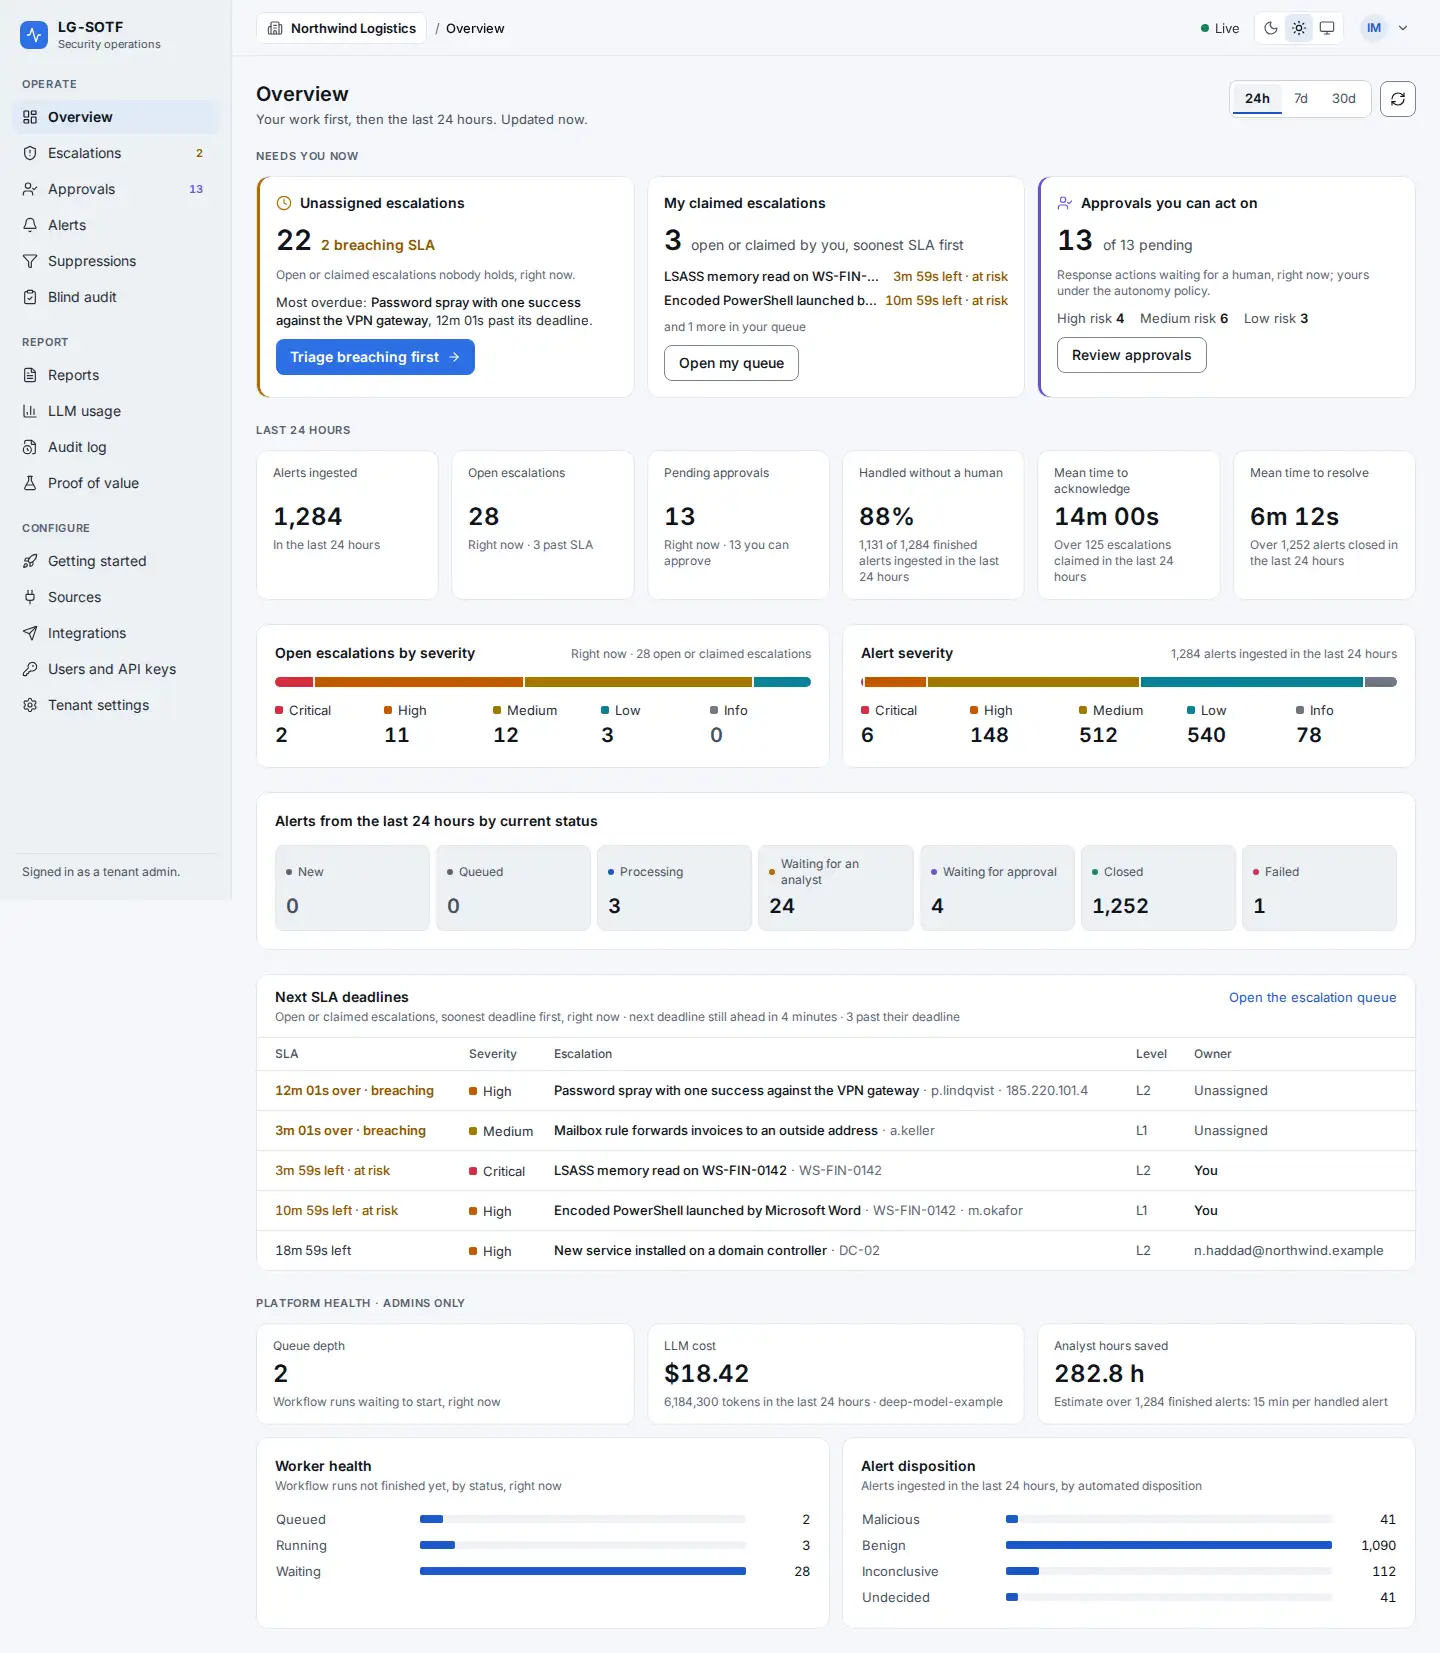 LG-SOTF
Security operations
OPERATE
Overview
Escalations 2
Approvals 13
Alerts
Suppressions
Blind audit
REPORT
Reports
LLM usage
Audit log
Proof of value
CONFIGURE
Getting started
Sources
Integrations
Users and API keys
Tenant settings
Signed in as a tenant admin.
Northwind Logistics / Overview
Live
IM
Overview
Your work first, then the last 24 hours. Updated now.
24h 7d 30d
NEEDS YOU NOW
Unassigned escalations
22 2 breaching SLA
Open or claimed escalations nobody holds, right now.
Most overdue: Password spray with one success
against the VPN gateway, 12m 01s past its deadline.
Triage breaching first
My claimed escalations
3 open or claimed by you, soonest SLA first
LSASS memory read on WS-FIN-... 3m 59s left · at risk
Encoded PowerShell launched b... 10m 59s left · at risk
and 1 more in your queue
Open my queue
Approvals you can act on
13 of 13 pending
Response actions waiting for a human, right now; yours
under the autonomy policy.
High risk 4 Medium risk 6 Low risk 3
Review approvals
LAST 24 HOURS
Alerts ingested
1,284
In the last 24 hours
Open escalations
28
Right now · 3 past SLA
Pending approvals
13
Right now · 13 you can
approve
Handled without a human
88%
1,131 of 1,284 finished
alerts ingested in the last
24 hours
Mean time to
acknowledge
14m 00s
Over 125 escalations
claimed in the last 24
hours
Mean time to resolve
6m 12s
Over 1,252 alerts closed in
the last 24 hours
Open escalations by severity
Right now · 28 open or claimed escalations
Critical High Medium Low Info
2 11 12 3 0
Alert severity
1,284 alerts ingested in the last 24 hours
Critical High Medium Low Info
6 148 512 540 78
Alerts from the last 24 hours by current status
New
0
Queued
0
Processing
3
Waiting for an
analyst
24
Waiting for approval
4
Closed
1,252
Failed
1
Next SLA deadlines
Open the escalation queue
Open or claimed escalations, soonest deadline first, right now · next deadline still ahead in 4 minutes · 3 past their deadline
SLA Severity Escalation Level Owner
12m 01s over · breaching High Password spray with one success against the VPN gateway · p.lindqvist · 185.220.101.4 L2 Unassigned
3m 01s over · breaching Medium Mailbox rule forwards invoices to an outside address · a.keller L1 Unassigned
3m 59s left · at risk Critical LSASS memory read on WS-FIN-0142 · WS-FIN-0142 L2 You
10m 59s left · at risk High Encoded PowerShell launched by Microsoft Word · WS-FIN-0142 · m.okafor L1 You
18m 59s left High New service installed on a domain controller · DC-02 L2 n.haddad@northwind.example
PLATFORM HEALTH · ADMINS ONLY
Queue depth
2
Workflow runs waiting to start, right now
LLM cost
$18.42
6,184,300 tokens in the last 24 hours · deep-model-example
Analyst hours saved
282.8 h
Estimate over 1,284 finished alerts: 15 min per handled alert
Worker health
Workflow runs not finished yet, by status, right now
Queued 2
Running 3
Waiting 28
Alert disposition
Alerts ingested in the last 24 hours, by automated disposition
Malicious 41
Benign 1,090
Inconclusive 112
Undecided 41